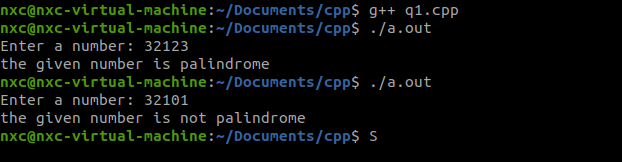 nxc@nxc-virtual-machine:~/Documents/cpp$ g++ q1.cpp
nxc@nxc-virtual-machine:~/Documents/cpp$ ./a.out
Enter a number: 32123
the given number is palindrome
nxc@nxc-virtual-machine:~/Documents/cpp$ ./a.out
Enter a number: 32101
the given number is not palindrome
nxc@nxc-virtual-machine:~/Documents/cpp$ S